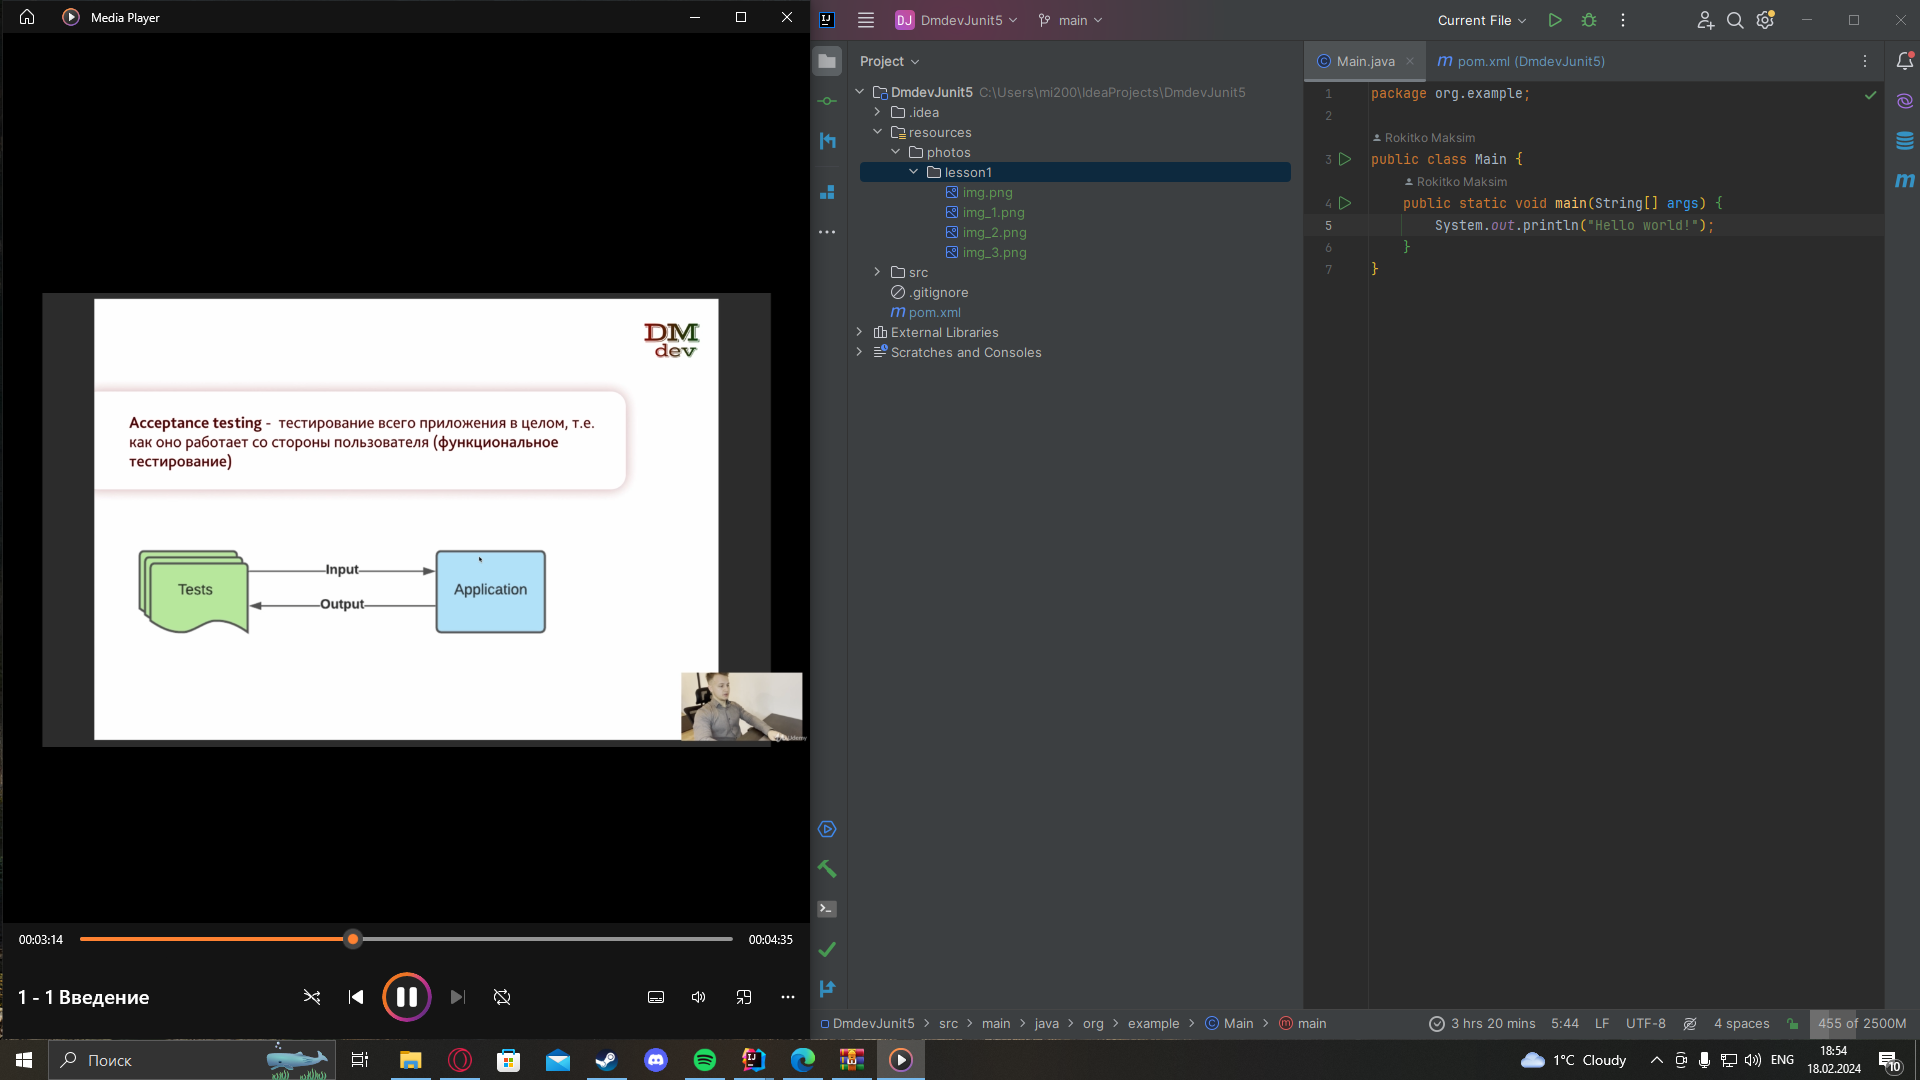 Media Player
DM
dev
Acceptance testing - тестирование всего приложения в целом, т.е.
как оно работает со стороны пользователя (функциональное
тестирование)
Tests
Input
Output
Application
00:03:14
00:04:35
1 - 1 Введение
DJ DmdevJunit5
main
Current File
Project
DmdevJunit5 C:\Users\mi200\IdeaProjects\DmdevJunit5
.idea
resources
photos
lesson1
img.png
img_1.png
img_2.png
img_3.png
src
.gitignore
pom.xml
External Libraries
Scratches and Consoles
Main.java
pom.xml (DmdevJunit5)
1 package org.example;
2
Rokitko Maksim
3 public class Main {
Rokitko Maksim
4 public static void main(String[] args) {
5 System.out.println("Hello world!");
6 }
7 }
DmdevJunit5 > src > main > java > org > example > Main > main
3 hrs 20 mins 5:44 LF UTF-8 4 spaces 455 of 2500M
Поиск
1°C Cloudy
ENG
18:54
18.02.2024
10